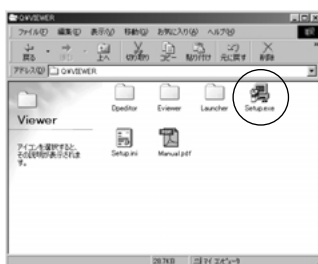 Q:¥VIEWER
ファイル(F) 編集(E) 表示(V) 移動(G) お気に入り(A) ヘルプ(H)
戻る 進む 上へ 切り取り コピー 貼り付け 元に戻す 削除
アドレス(D) Q:¥VIEWER
Viewer
アイコンを選択すると、
その説明が表示されま
す。
Dpeditor Eviewer Launcher Setup.exe
Setup.ini Manual.pdf
マイ コンピュータ